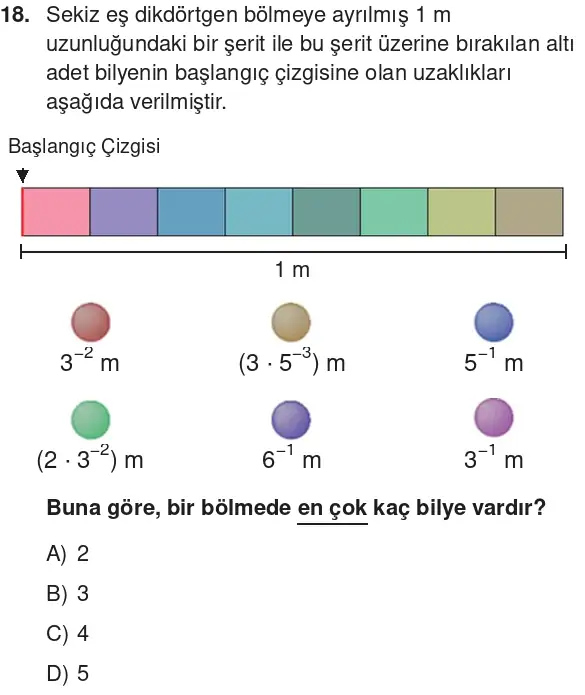 18. Sekiz eş dikdörtgen bölmeye ayrılmış 1 m
uzunluğundaki bir şerit ile bu şerit üzerine bırakılan altı
adet bilyenin başlangıç çizgisine olan uzaklıkları
aşağıda verilmiştir.
Başlangıç Çizgisi
1 m
3⁻² m (3 · 5⁻³) m 5⁻¹ m
(2 · 3⁻²) m 6⁻¹ m 3⁻¹ m
Buna göre, bir bölmede en çok kaç bilye vardır?
A) 2
B) 3
C) 4
D) 5